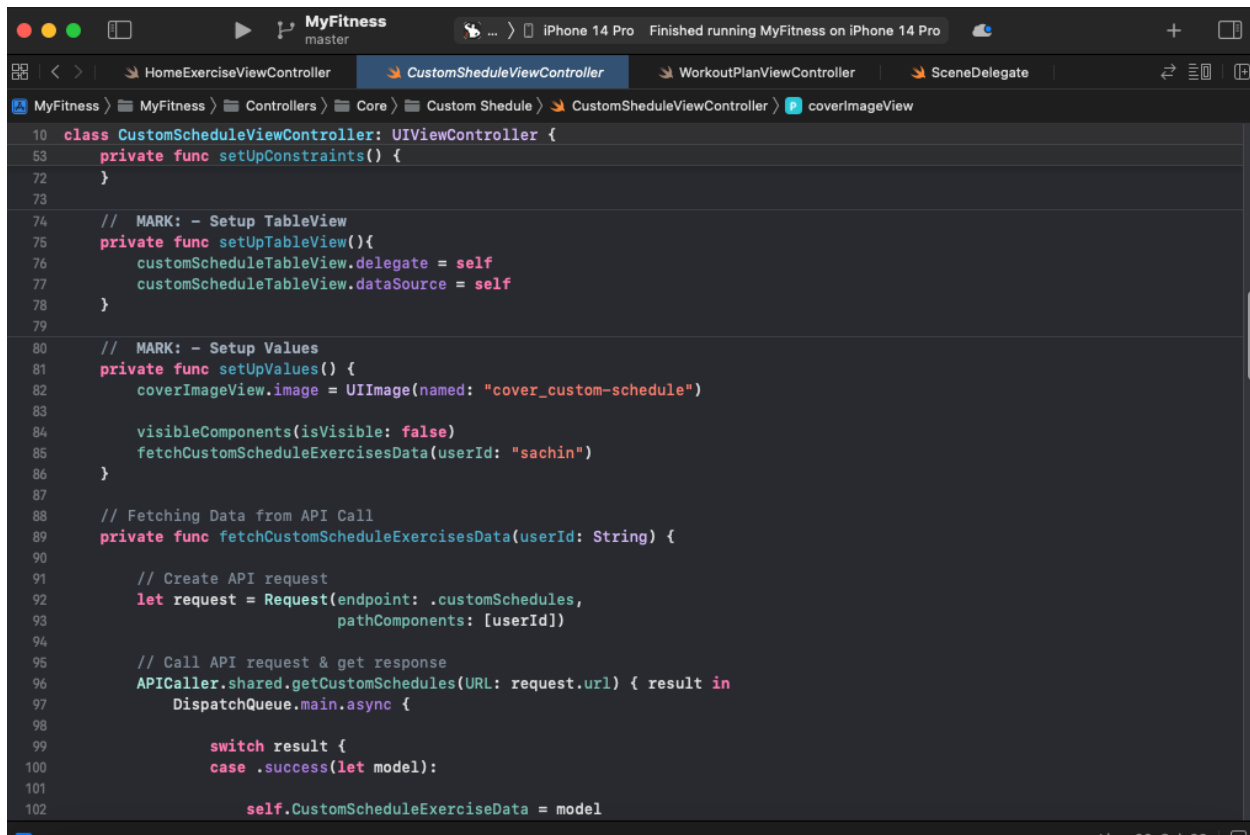 MyFitness
master
... 〉 iPhone 14 Pro Finished running MyFitness on iPhone 14 Pro
HomeExerciseViewController CustomSheduleViewController WorkoutPlanViewController SceneDelegate
MyFitness 〉 MyFitness 〉 Controllers 〉 Core 〉 Custom Shedule 〉 CustomSheduleViewController 〉 P coverImageView
10 class CustomScheduleViewController: UIViewController {
53 private func setUpConstraints() {
72 }
73
74 // MARK: - Setup TableView
75 private func setUpTableView(){
76 customScheduleTableView.delegate = self
77 customScheduleTableView.dataSource = self
78 }
79
80 // MARK: - Setup Values
81 private func setUpValues() {
82 coverImageView.image = UIImage(named: "cover_custom-schedule")
83
84 visibleComponents(isVisible: false)
85 fetchCustomScheduleExercisesData(userId: "sachin")
86 }
87
88 // Fetching Data from API Call
89 private func fetchCustomScheduleExercisesData(userId: String) {
90
91 // Create API request
92 let request = Request(endpoint: .customSchedules,
93 pathComponents: [userId])
94
95 // Call API request & get response
96 APICaller.shared.getCustomSchedules(URL: request.url) { result in
97 DispatchQueue.main.async {
98
99 switch result {
100 case .success(let model):
101
102 self.CustomScheduleExerciseData = model